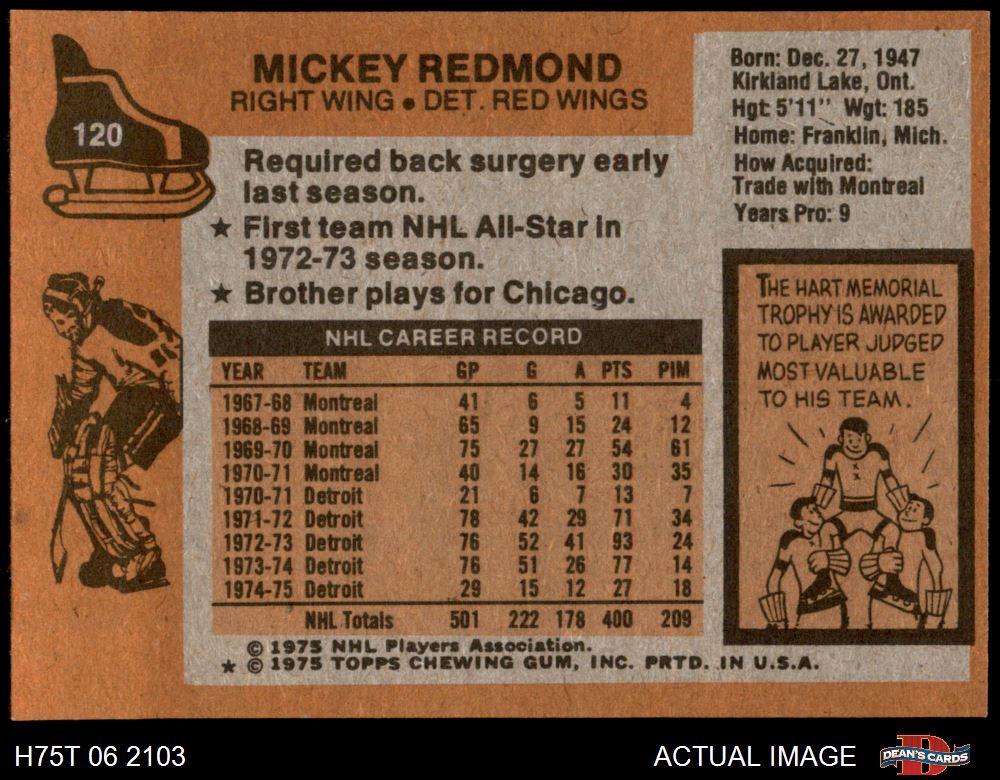 120
MICKEY REDMOND
RIGHT WING • DET. RED WINGS
Required back surgery early
last season.
★ First team NHL All-Star in
1972-73 season.
★ Brother plays for Chicago.
Born: Dec. 27, 1947
Kirkland Lake, Ont.
Hgt: 5'11" Wgt: 185
Home: Franklin, Mich.
How Acquired:
Trade with Montreal
Years Pro: 9
NHL CAREER RECORD
YEAR TEAM GP G A PTS PIM
1967-68 Montreal 41 6 5 11 4
1968-69 Montreal 65 9 15 24 12
1969-70 Montreal 75 27 27 54 61
1970-71 Montreal 40 14 16 30 35
1970-71 Detroit 21 6 7 13 7
1971-72 Detroit 78 42 29 71 34
1972-73 Detroit 76 52 41 93 24
1973-74 Detroit 76 51 26 77 14
1974-75 Detroit 29 15 12 27 18
NHL Totals 501 222 178 400 209
THE HART MEMORIAL
TROPHY IS AWARDED
TO PLAYER JUDGED
MOST VALUABLE
TO HIS TEAM.
© 1975 NHL Players Association.
★ © 1975 TOPPS CHEWING GUM, INC. PRTD. IN U.S.A.
H75T 06 2103
ACTUAL IMAGE
D
DEAN'S CARDS